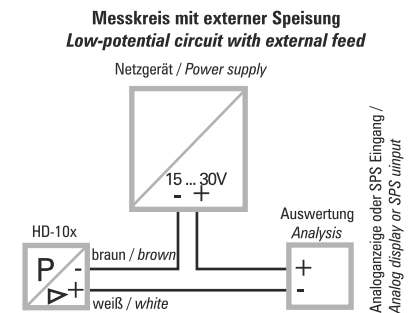 Messkreis mit externer Speisung
Low-potential circuit with external feed
Netzgerät / Power supply
15 ... 30V
- +
Auswertung
Analysis
HD-10x
braun / brown
P -
+
weiß / white
+
-
Analoganzeige oder SPS Eingang /
Analog display or SPS uinput